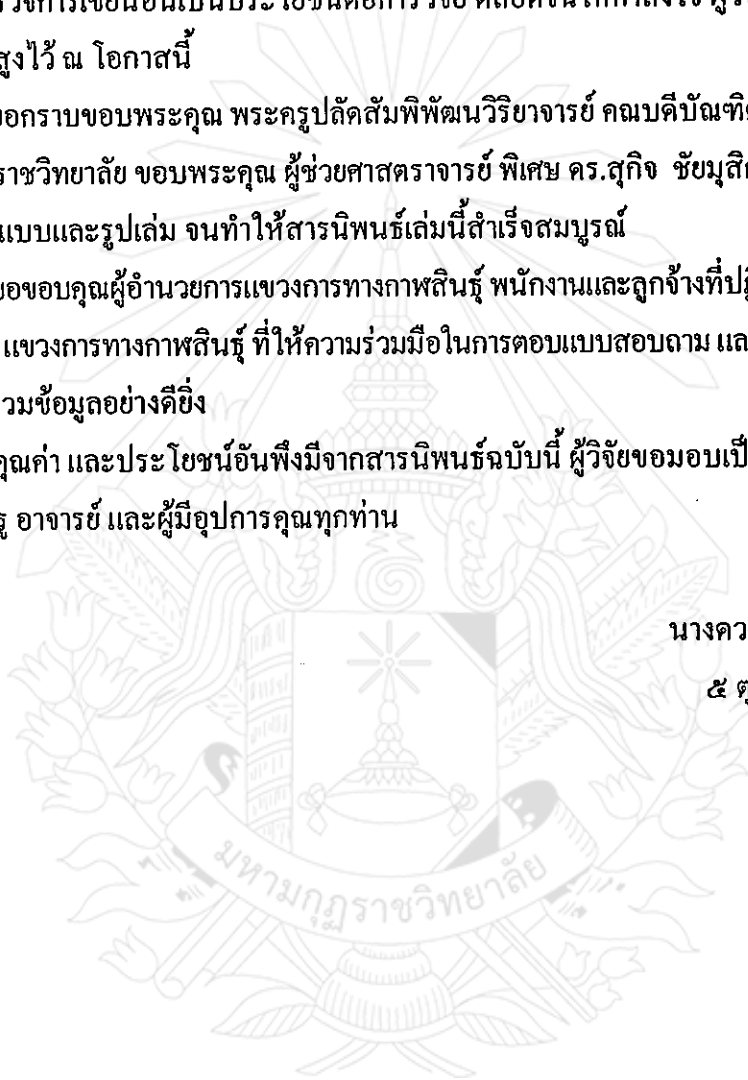 สูงไว้ ณ โอกาสนี้
อกราบขอบพระคุณ พระครูปลัดสัมพิพัฒนวิริยาจารย์ คณบดีบัณฑิต
ราชวิทยาลัย ขอบพระคุณ ผู้ช่วยศาสตราจารย์ พิเศษ ดร.สุกิจ ชัยมุสิก
แบบและรูปเล่ม จนทำให้สารนิพนธ์เล่มนี้สำเร็จสมบูรณ์
ขอขอบคุณผู้อำนวยการแขวงการทางกาฬสินธุ์ พนักงานและลูกจ้างที่ปฏิ
แขวงการทางกาฬสินธุ์ ที่ให้ความร่วมมือในการตอบแบบสอบถาม แล
วมข้อมูลอย่างดียิ่ง
คุณค่า และประโยชน์อันพึงมีจากสารนิพนธ์ฉบับนี้ ผู้วิจัยขอมอบเป็
รู อาจารย์ และผู้มีอุปการคุณทุกท่าน
นางดว
๕ ตุ
มหามกุฏราชวิทยาลัย